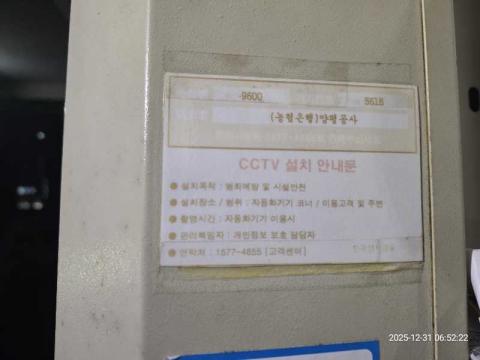 9600 5618
(농협은행)양평공사
CCTV 설치 안내문
● 설치목적 : 범죄예방 및 시설안전
● 설치장소 / 범위 : 자동화기기 코너 / 이용고객 및 주변
● 촬영시간 : 자동화기기 이용시
● 관리책임자 : 개인정보 보호 담당자
● 연락처 : 1577-4655 [고객센터]
2025-12-31 06:52:22